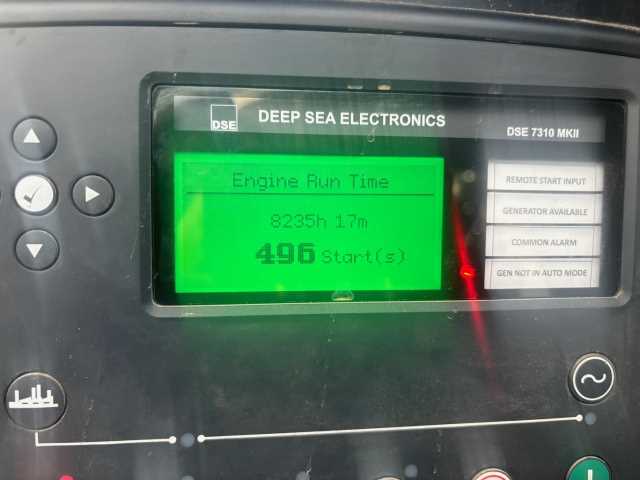 DSE
DEEP SEA ELECTRONICS
DSE 7310 MKII
Engine Run Time
8235h 17m
496 Start(s)
REMOTE START INPUT
GENERATOR AVAILABLE
COMMON ALARM
GEN NOT IN AUTO MODE